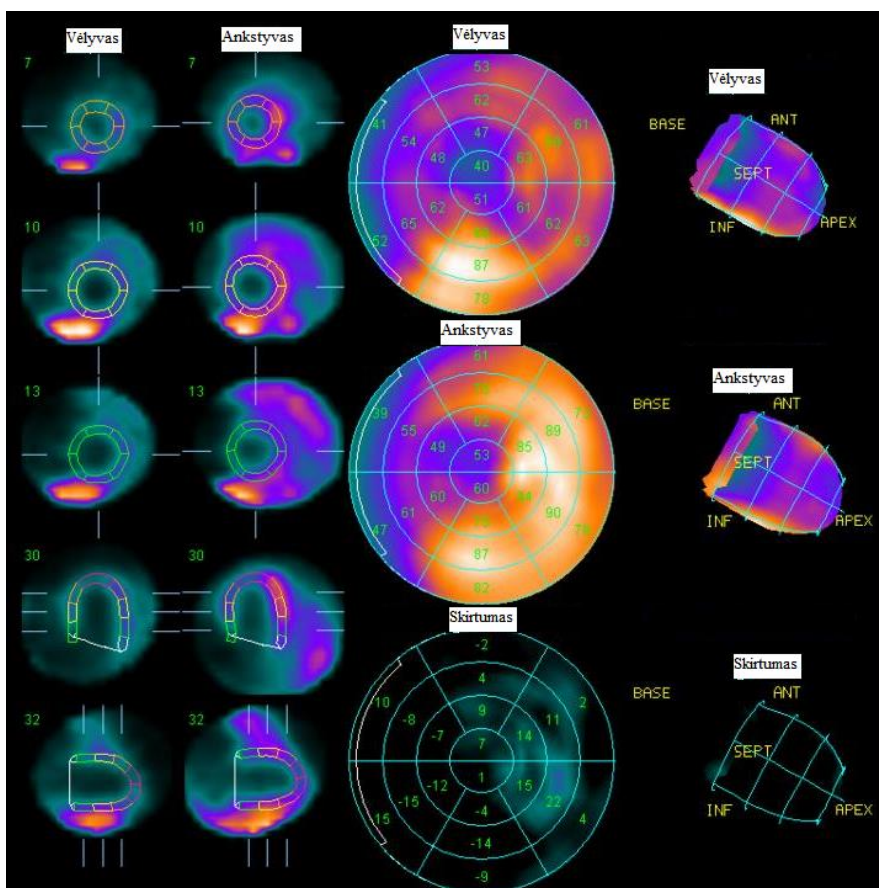 Vėlyvas
7
10
13
30
32
Ankstyvas
7
10
13
30
32
Vėlyvas
53
62
47
41
54
48
40
63
61
51
62
61
65
62
52
63
87
78
Ankstyvas
61
62
39
55
49
53
85
89
60
60
61
90
47
87
82
Skirtumas
-2
4
9
10
-8
-7
7
14
11
2
1
-12
15
-15
22
15
4
-4
-14
-9
Vėlyvas
BASE
ANT
SEPT
INF
APEX
Ankstyvas
BASE
ANT
SEPT
INF
APEX
Skirtumas
BASE
ANT
SEPT
INF
APEX